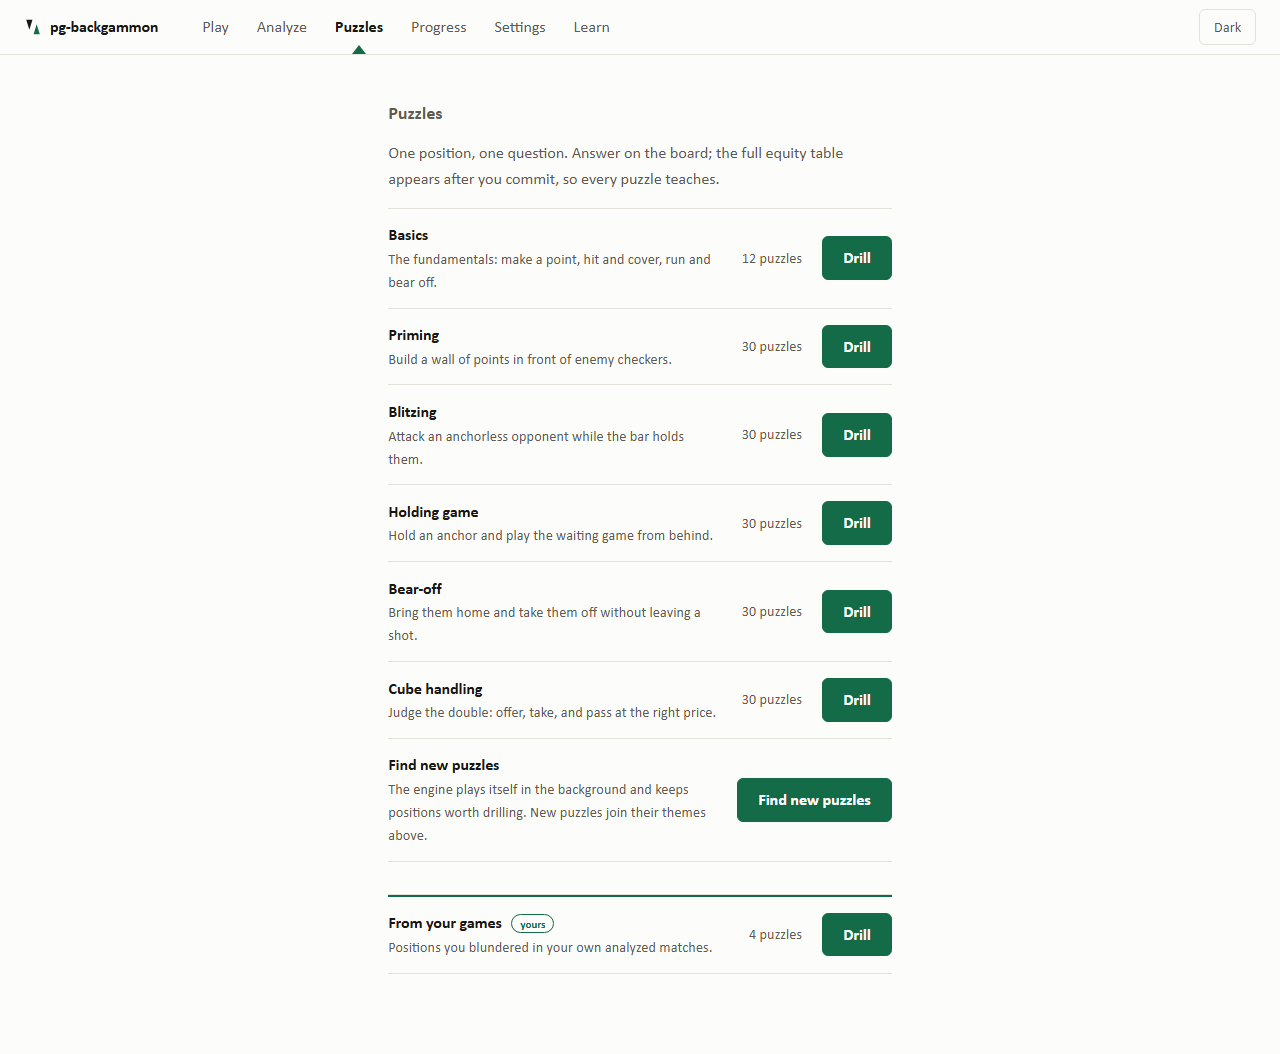 pg-backgammon
Play
Analyze
Puzzles
Progress
Settings
Learn
Dark
Puzzles
One position, one question. Answer on the board; the full equity table
appears after you commit, so every puzzle teaches.
Basics
The fundamentals: make a point, hit and cover, run and
bear off.
12 puzzles
Drill
Priming
Build a wall of points in front of enemy checkers.
30 puzzles
Drill
Blitzing
Attack an anchorless opponent while the bar holds
them.
30 puzzles
Drill
Holding game
Hold an anchor and play the waiting game from behind.
30 puzzles
Drill
Bear-off
Bring them home and take them off without leaving a
shot.
30 puzzles
Drill
Cube handling
Judge the double: offer, take, and pass at the right price.
30 puzzles
Drill
Find new puzzles
The engine plays itself in the background and keeps
positions worth drilling. New puzzles join their themes
above.
Find new puzzles
From your games yours
Positions you blundered in your own analyzed matches.
4 puzzles
Drill